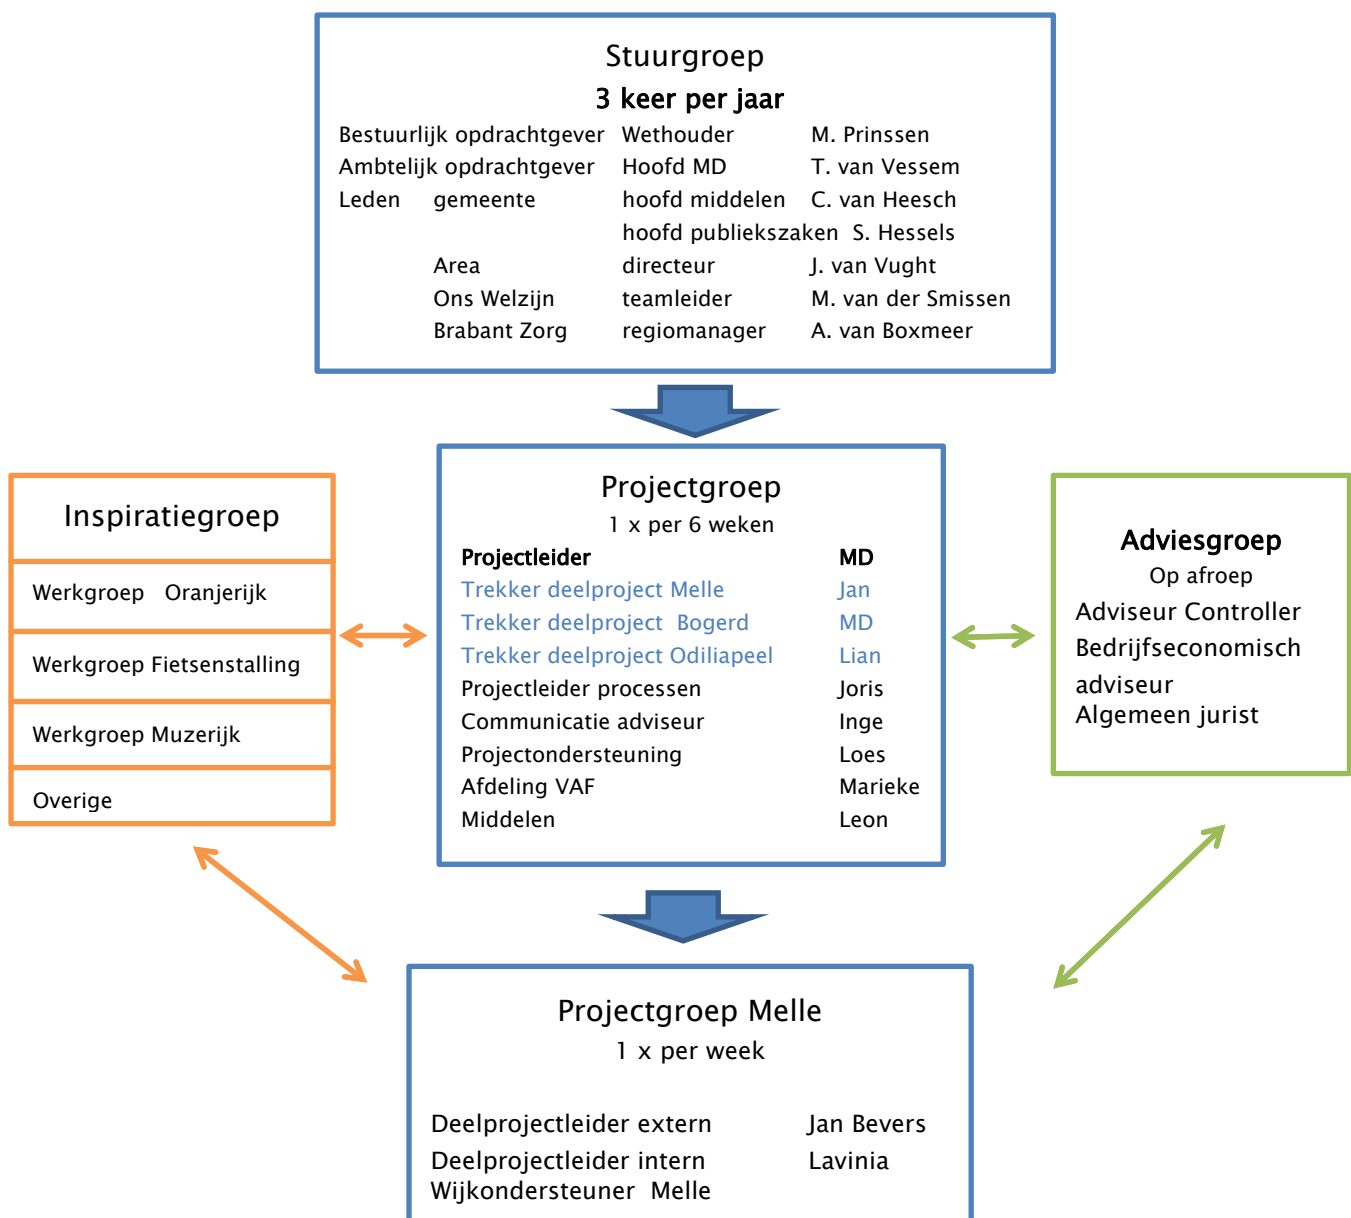 Stuurgroep
3 keer per jaar
Bestuurlijk opdrachtgever Wethouder M. Prinssen
Ambtelijk opdrachtgever Hoofd MD T. van Vessem
Leden gemeente hoofd middelen C. van Heesch
hoofd publiekszaken S. Hessels
Area directeur J. van Vught
Ons Welzijn teamleider M. van der Smissen
Brabant Zorg regiomanager A. van Boxmeer
Inspiratiegroep
Werkgroep Oranjerijk
Werkgroep Fietsenstalling
Werkgroep Muzerijk
Overige
Projectgroep
1 x per 6 weken
Projectleider MD
Trekker deelproject Melle Jan
Trekker deelproject Bogerd MD
Trekker deelproject Odiliapeel Lian
Projectleider processen Joris
Communicatie adviseur Inge
Projectondersteuning Loes
Afdeling VAF Marieke
Middelen Leon
Adviesgroep
Op afroep
Adviseur Controller
Bedrijfseconomisch
adviseur
Algemeen jurist
Projectgroep Melle
1 x per week
Deelprojectleider extern Jan Bevers
Deelprojectleider intern Lavinia
Wijkondersteuner Melle